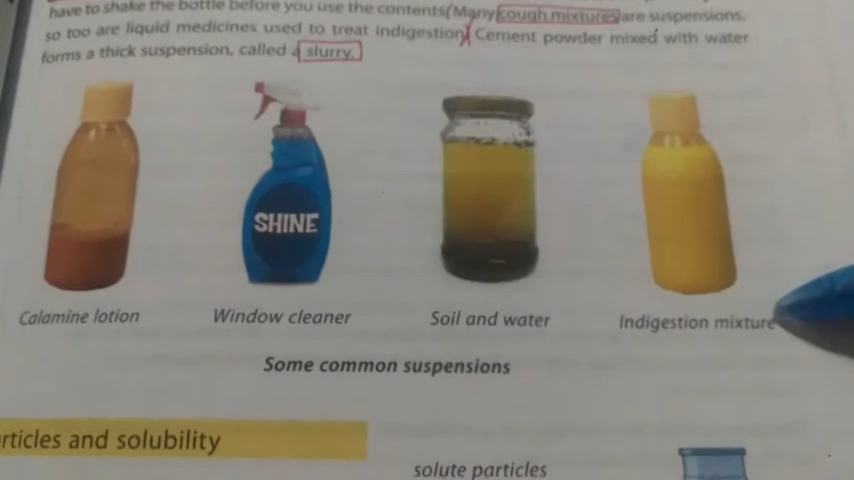 have to shake the bottle before you use the contents (Many cough mixtures are suspensions,
so too are liquid medicines used to treat indigestion) Cement powder mixed with water
forms a thick suspension, called a slurry.
SHINE
Calamine lotion Window cleaner Soil and water Indigestion mixture
Some common suspensions
rticles and solubility
solute particles